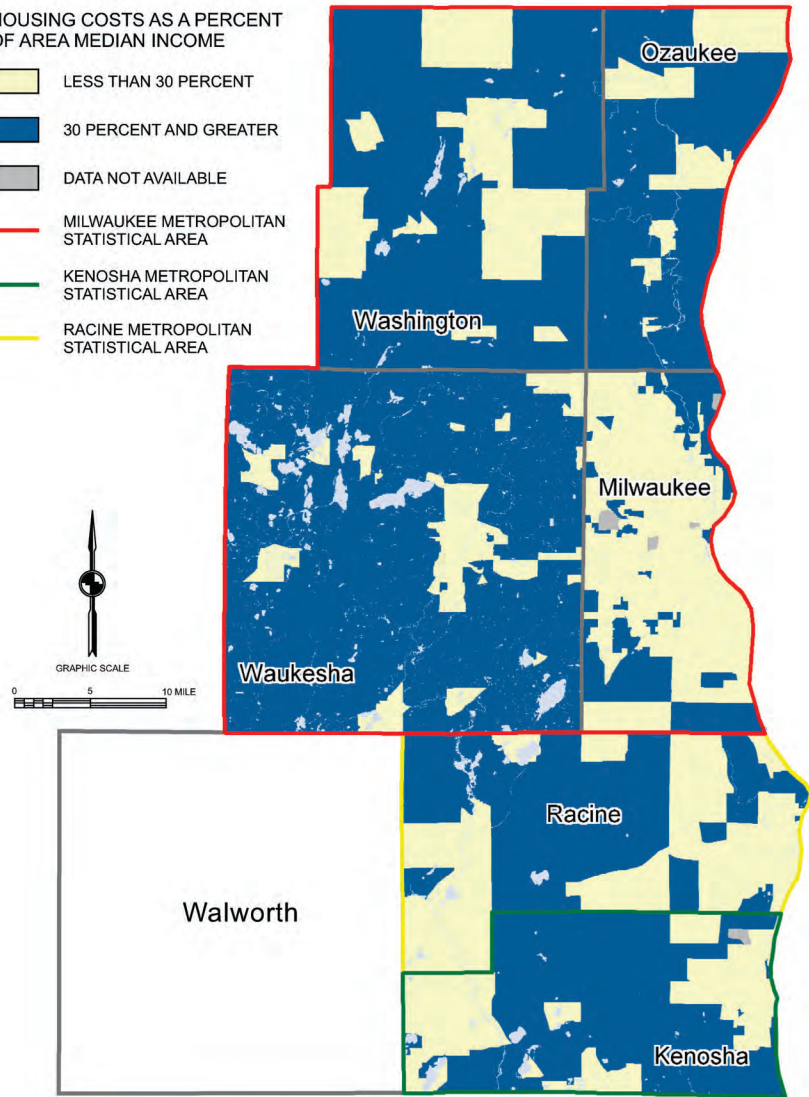 HOUSING COSTS AS A PERCENT
OF AREA MEDIAN INCOME
LESS THAN 30 PERCENT
30 PERCENT AND GREATER
DATA NOT AVAILABLE
MILWAUKEE METROPOLITAN
STATISTICAL AREA
KENOSHA METROPOLITAN
STATISTICAL AREA
RACINE METROPOLITAN
STATISTICAL AREA
Ozaukee
Washington
Milwaukee
Waukesha
GRAPHIC SCALE
0 5 10 MILE
Racine
Walworth
Kenosha